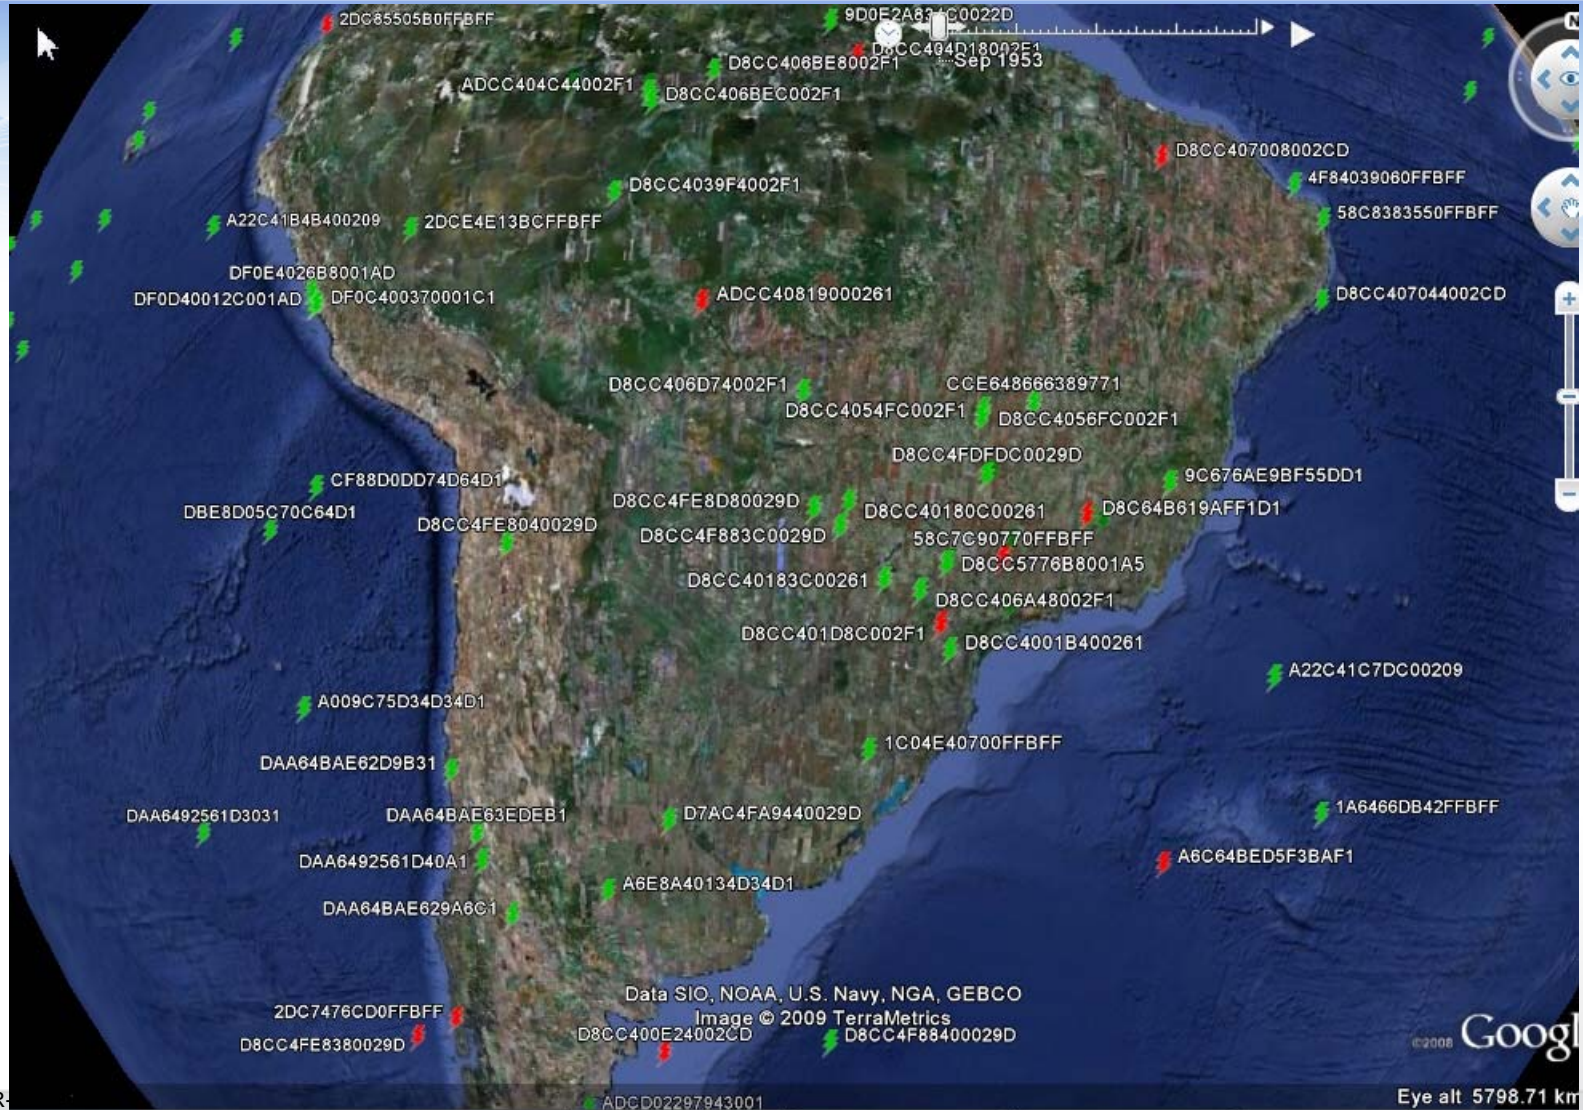 2DC85505B0FFBFF
9D0E2A834C0022D
D8CC404D18002F1
Sep 1953
D8CC406BE8002F1
ADCC404C44002F1
D8CC406BEC002F1
D8CC407008002CD
4F84039060FFBFF
D8CC4039F4002F1
58C8383550FFBFF
A22C41B4B400209
2DCE4E13BCFFBFF
DF0E4026B8001AD
DF0D40012C001AD
DF0C400370001C1
ADCC40819000261
D8CC407044002CD
D8CC406D74002F1
CCE648666389771
D8CC4054FC002F1
D8CC4056FC002F1
D8CC4FDFDC0029D
9C676AE9BF55DD1
CF88D0DD74D64D1
D8CC4FE8D80029D
D8CC40180C00261
D8C64B619AFF1D1
DBE8D05C70C64D1
D8CC4FE8040029D
D8CC4F883C0029D
58C7C90770FFBFF
D8CC5776B8001A5
D8CC40183C00261
D8CC406A48002F1
D8CC401D8C002F1
D8CC4001B400261
A22C41C7DC00209
A009C75D34D34D1
1C04E40700FFBFF
DAA64BAE62D9B31
DAA6492561D3031
DAA64BAE63EDEB1
D7AC4FA9440029D
1A6466DB42FFBFF
DAA6492561D40A1
A6C64BED5F3BAF1
A6E8A40134D34D1
DAA64BAE629A6C1
Data SIO, NOAA, U.S. Navy, NGA, GEBCO
Image © 2009 TerraMetrics
2DC7476CD0FFBFF
D8CC4FE8380029D
D8CC400E24002CD
D8CC4F88400029D
©2008 Googl
Eye alt 5798.71 km
ADCD02297943001
N
R-